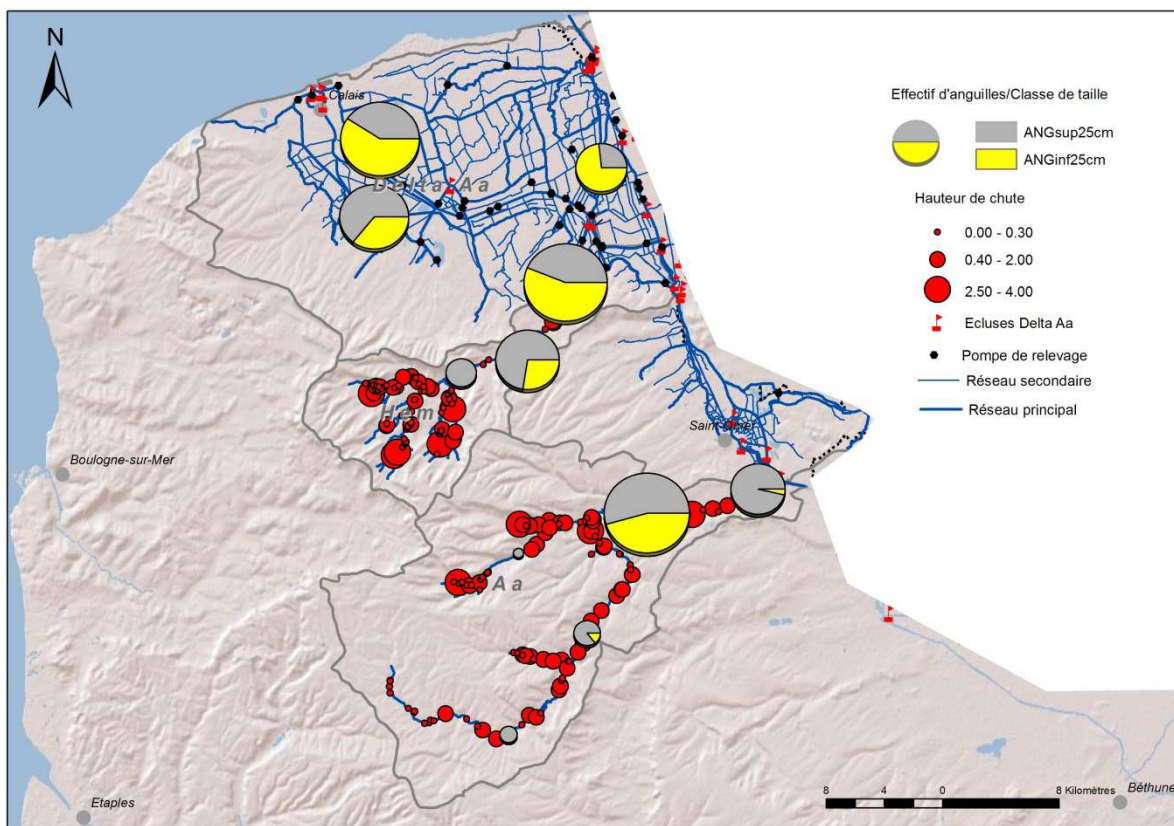 N
Calais
Delta Aa
Hem
Saint-Omer
Boulogne-sur-Mer
Aa
Etaples
Béthune
Effectif d'anguilles/Classe de taille
ANGsup25cm
ANGinf25cm
Hauteur de chute
0.00 - 0.30
0.40 - 2.00
2.50 - 4.00
Ecluses Delta Aa
Pompe de relevage
Réseau secondaire
Réseau principal
8 4 0 8 Kilomètres